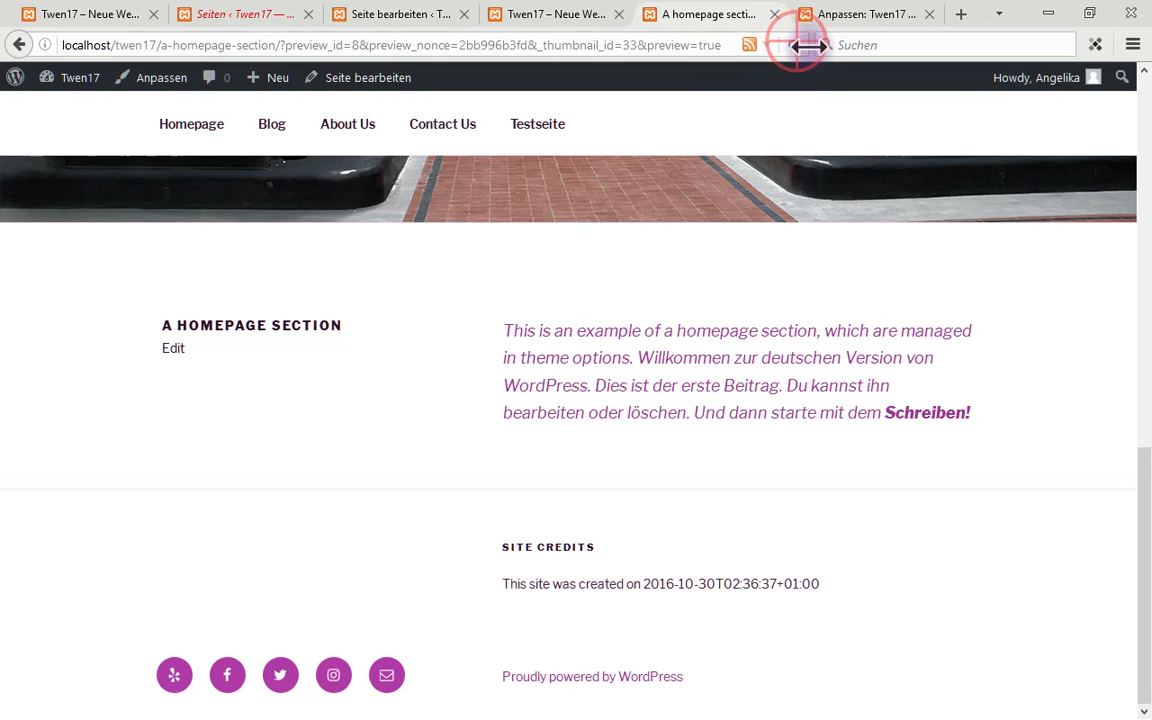 Twen17 – Neue We... Seiten ‹ Twen17 — ... Seite bearbeiten ‹ T... Twen17 – Neue We... A homepage secti... Anpassen: Twen17 ...
localhost/twen17/a-homepage-section/?preview_id=8&preview_nonce=2bb996b3fd&_thumbnail_id=33&preview=true Suchen
Twen17 Anpassen 0 Neu Seite bearbeiten Howdy, Angelika
Homepage Blog About Us Contact Us Testseite
A HOMEPAGE SECTION
Edit
This is an example of a homepage section, which are managed
in theme options. Willkommen zur deutschen Version von
WordPress. Dies ist der erste Beitrag. Du kannst ihn
bearbeiten oder löschen. Und dann starte mit dem Schreiben!
SITE CREDITS
This site was created on 2016-10-30T02:36:37+01:00
Proudly powered by WordPress